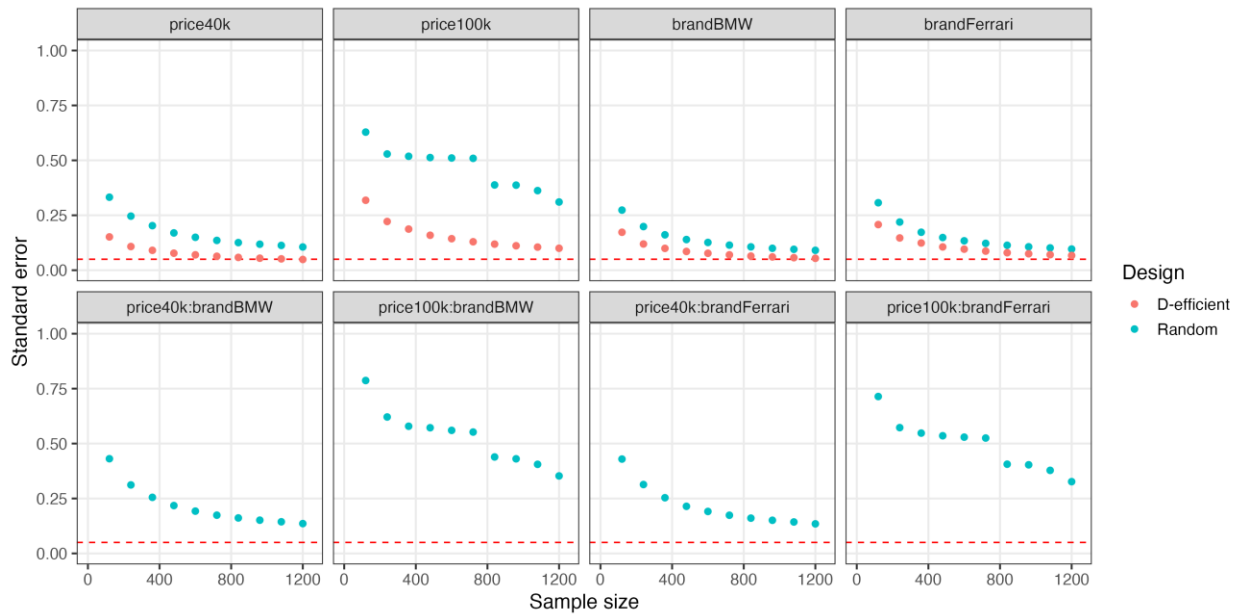 price40k price100k brandBMW brandFerrari
1.00
0.75
0.50
0.25
0.00
price40k:brandBMW price100k:brandBMW price40k:brandFerrari price100k:brandFerrari
1.00
0.75
0.50
0.25
0.00
0 400 800 1200 0 400 800 1200 0 400 800 1200 0 400 800 1200
Sample size
Standard error
Design
D-efficient
Random